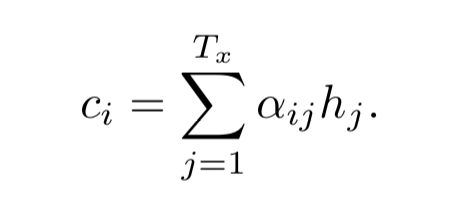 $c_i = \sum_{j=1}^{T_x} \alpha_{ij} h_j.$